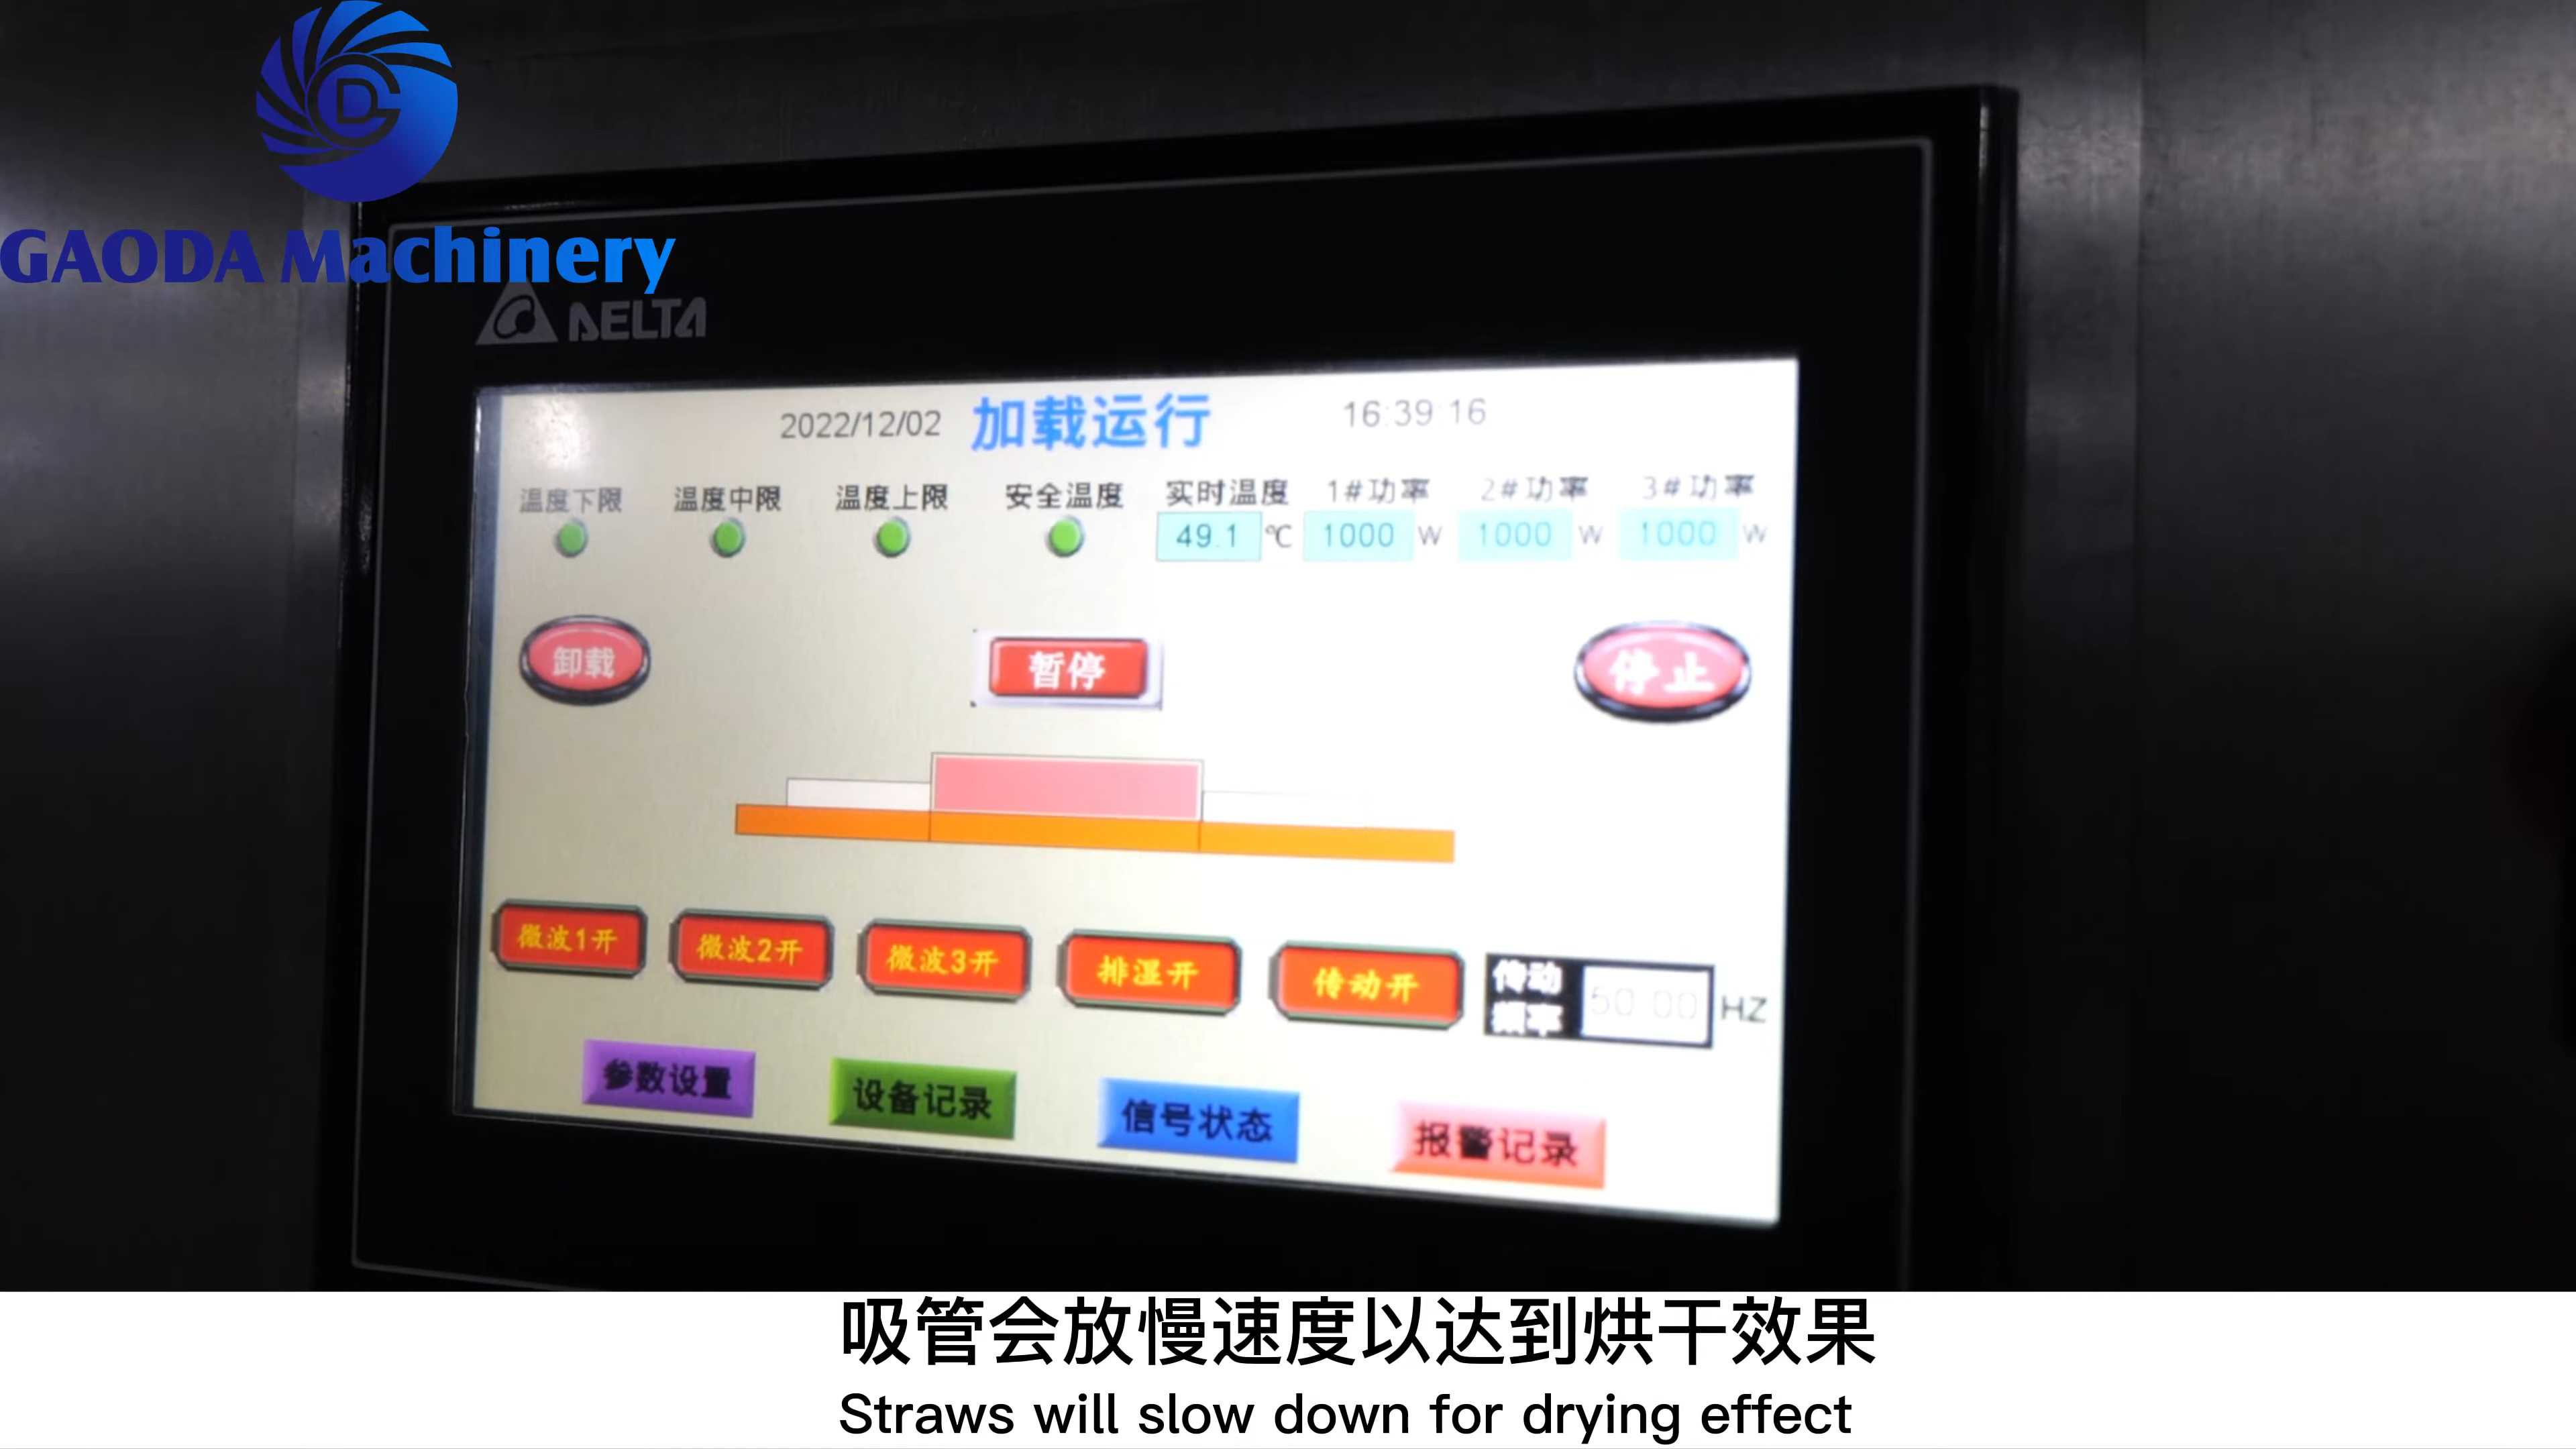 GAODA Machinery
DELTA
2022/12/02 加载运行 16:39 16
温度下限 温度中限 温度上限 安全温度 实时温度 1#功率 2#功率 3#功率
49.1 ℃ 1000 W 1000 W 1000 W
卸载 暂停 停止
微波1开 微波2开 微波3开 排湿开 传动开 传动
频率 50.00 HZ
参数设置 设备记录 信号状态 报警记录
吸管会放慢速度以达到烘干效果
Straws will slow down for drying effect